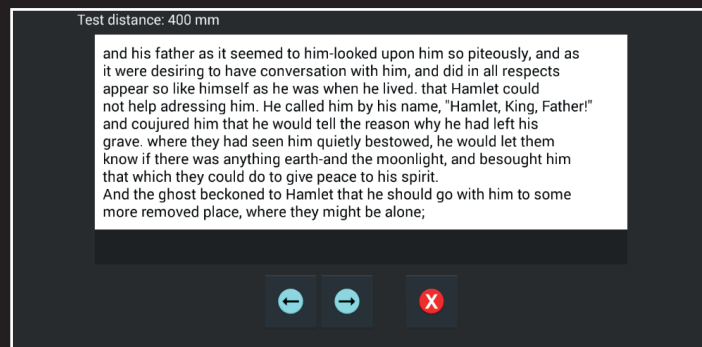 Test distance: 400 mm
and his father as it seemed to him-looked upon him so piteously, and as
it were desiring to have conversation with him, and did in all respects
appear so like himself as he was when he lived. that Hamlet could
not help adressing him. He called him by his name, "Hamlet, King, Father!"
and coujured him that he would tell the reason why he had left his
grave. where they had seen him quietly bestowed, he would let them
know if there was anything earth-and the moonlight, and besought him
that which they could do to give peace to his spirit.
And the ghost beckoned to Hamlet that he should go with him to some
more removed place, where they might be alone;
X